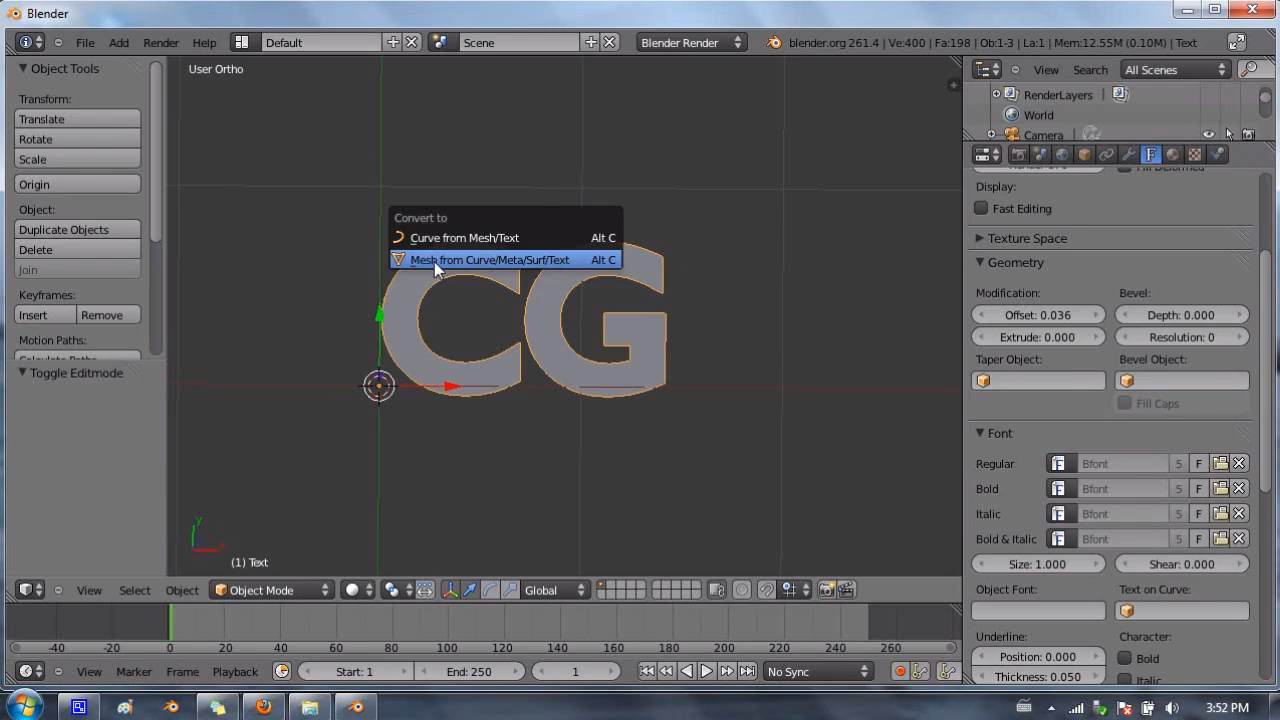 Blender
File Add Render Help Default Scene Blender Render blender.org 261.4 | Ve:400 | Fa:198 | Ob:1-3 | La:1 | Mem:12.55M (0.10M) | Text
Object Tools
Transform:
Translate
Rotate
Scale
Origin
Object:
Duplicate Objects
Delete
Join
Keyframes:
Insert Remove
Motion Paths:
Toggle Editmode
User Ortho
Convert to
Curve from Mesh/Text Alt C
Mesh from Curve/Meta/Surf/Text Alt C
CG
y
x
(1) Text
View Select Object Object Mode Global
-40 -20 0 20 40 60 80 100 120 140 160 180 200 220 240 260
View Marker Frame Playback Start: 1 End: 250 1 No Sync
View Search All Scenes
RenderLayers
World
Camera
Display:
Fast Editing
Texture Space
Geometry
Modification: Bevel:
Offset: 0.036 Depth: 0.000
Extrude: 0.000 Resolution: 0
Taper Object: Bevel Object:
Fill Caps
Font
Regular F Bfont 5 F
Bold F Bfont 5 F
Italic F Bfont 5 F
Bold & Italic F Bfont 5 F
Size: 1.000 Shear: 0.000
Object Font: Text on Curve:
Underline: Character:
Position: 0.000 Bold
Thickness: 0.050 Italic
3:52 PM